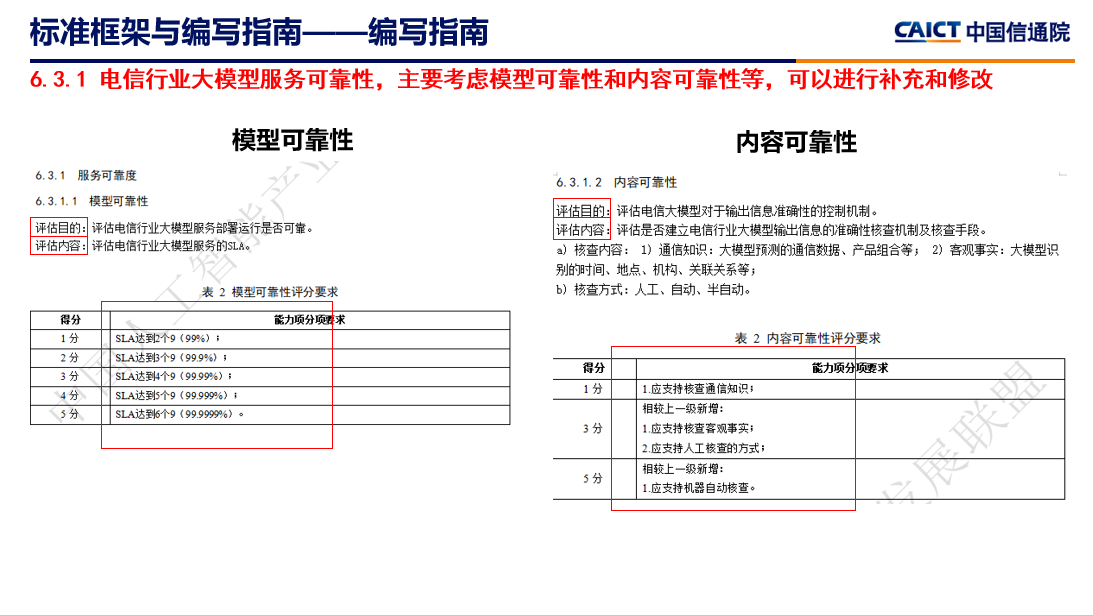 标准框架与编写指南——编写指南
CAICT 中国信通院
6.3.1 电信行业大模型服务可靠性，主要考虑模型可靠性和内容可靠性等，可以进行补充和修改
模型可靠性
6.3.1 服务可靠度
6.3.1.1 模型可靠性
评估目的：评估电信行业大模型服务部署运行是否可靠。
评估内容：评估电信行业大模型服务的SLA。
表 2 模型可靠性评分要求
得分 能力项分项要求
1 分 SLA达到2个9（99%）；
2 分 SLA达到3个9（99.9%）；
3 分 SLA达到4个9（99.99%）；
4 分 SLA达到5个9（99.999%）；
5 分 SLA达到6个9（99.9999%）。
中国人工智能产业
内容可靠性
6.3.1.2 内容可靠性
评估目的：评估电信大模型对于输出信息准确性的控制机制。
评估内容：评估是否建立电信行业大模型输出信息的准确性核查机制及核查手段。
a）核查内容： 1）通信知识：大模型预测的通信数据、产品组合等； 2）客观事实：大模型识
别的时间、地点、机构、关联关系等；
b）核查方式：人工、自动、半自动。
表 2 内容可靠性评分要求
得分 能力项分项要求
1 分 1.应支持核查通信知识；
相较上一级新增：
3 分 1.应支持核查客观事实；
2.应支持人工核查的方式；
相较上一级新增：
5 分 1.应支持机器自动核查。
发展联盟